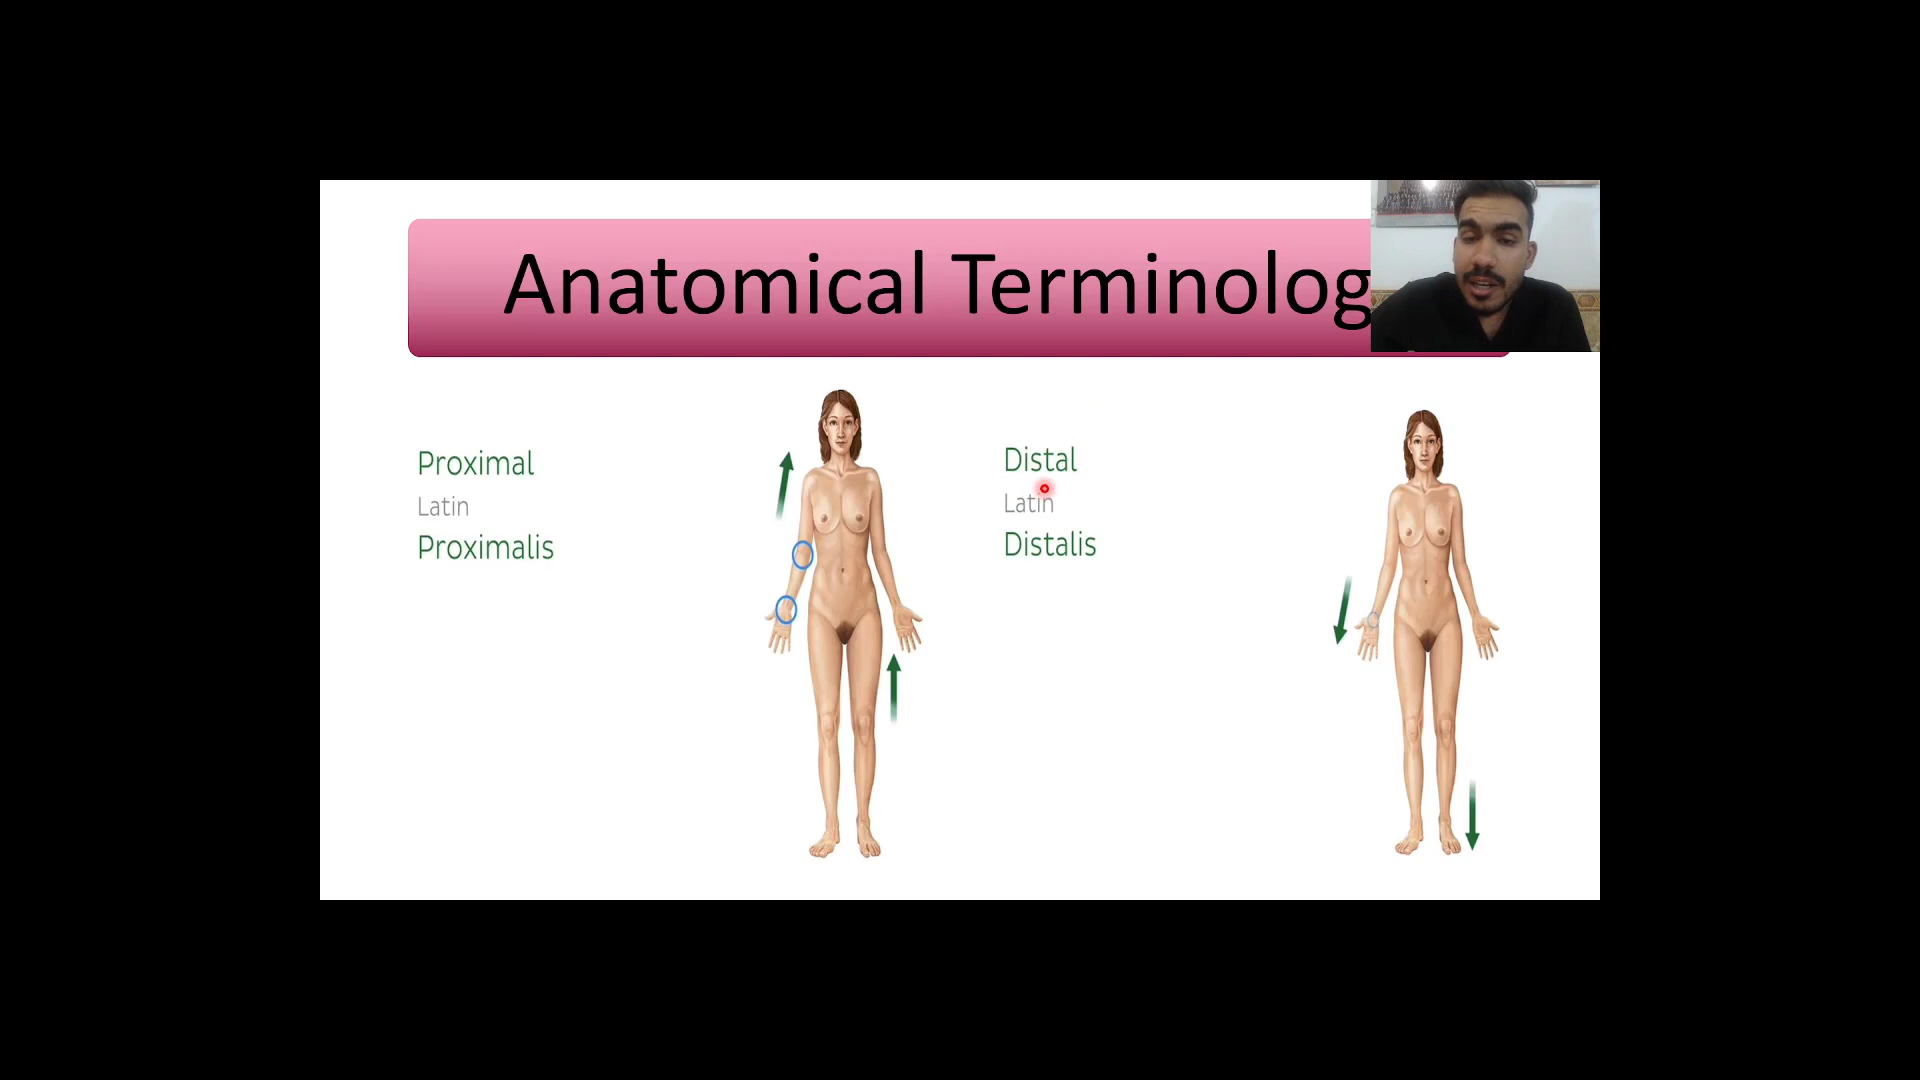 Anatomical Terminolog
Proximal
Latin
Proximalis
Distal
Latin
Distalis